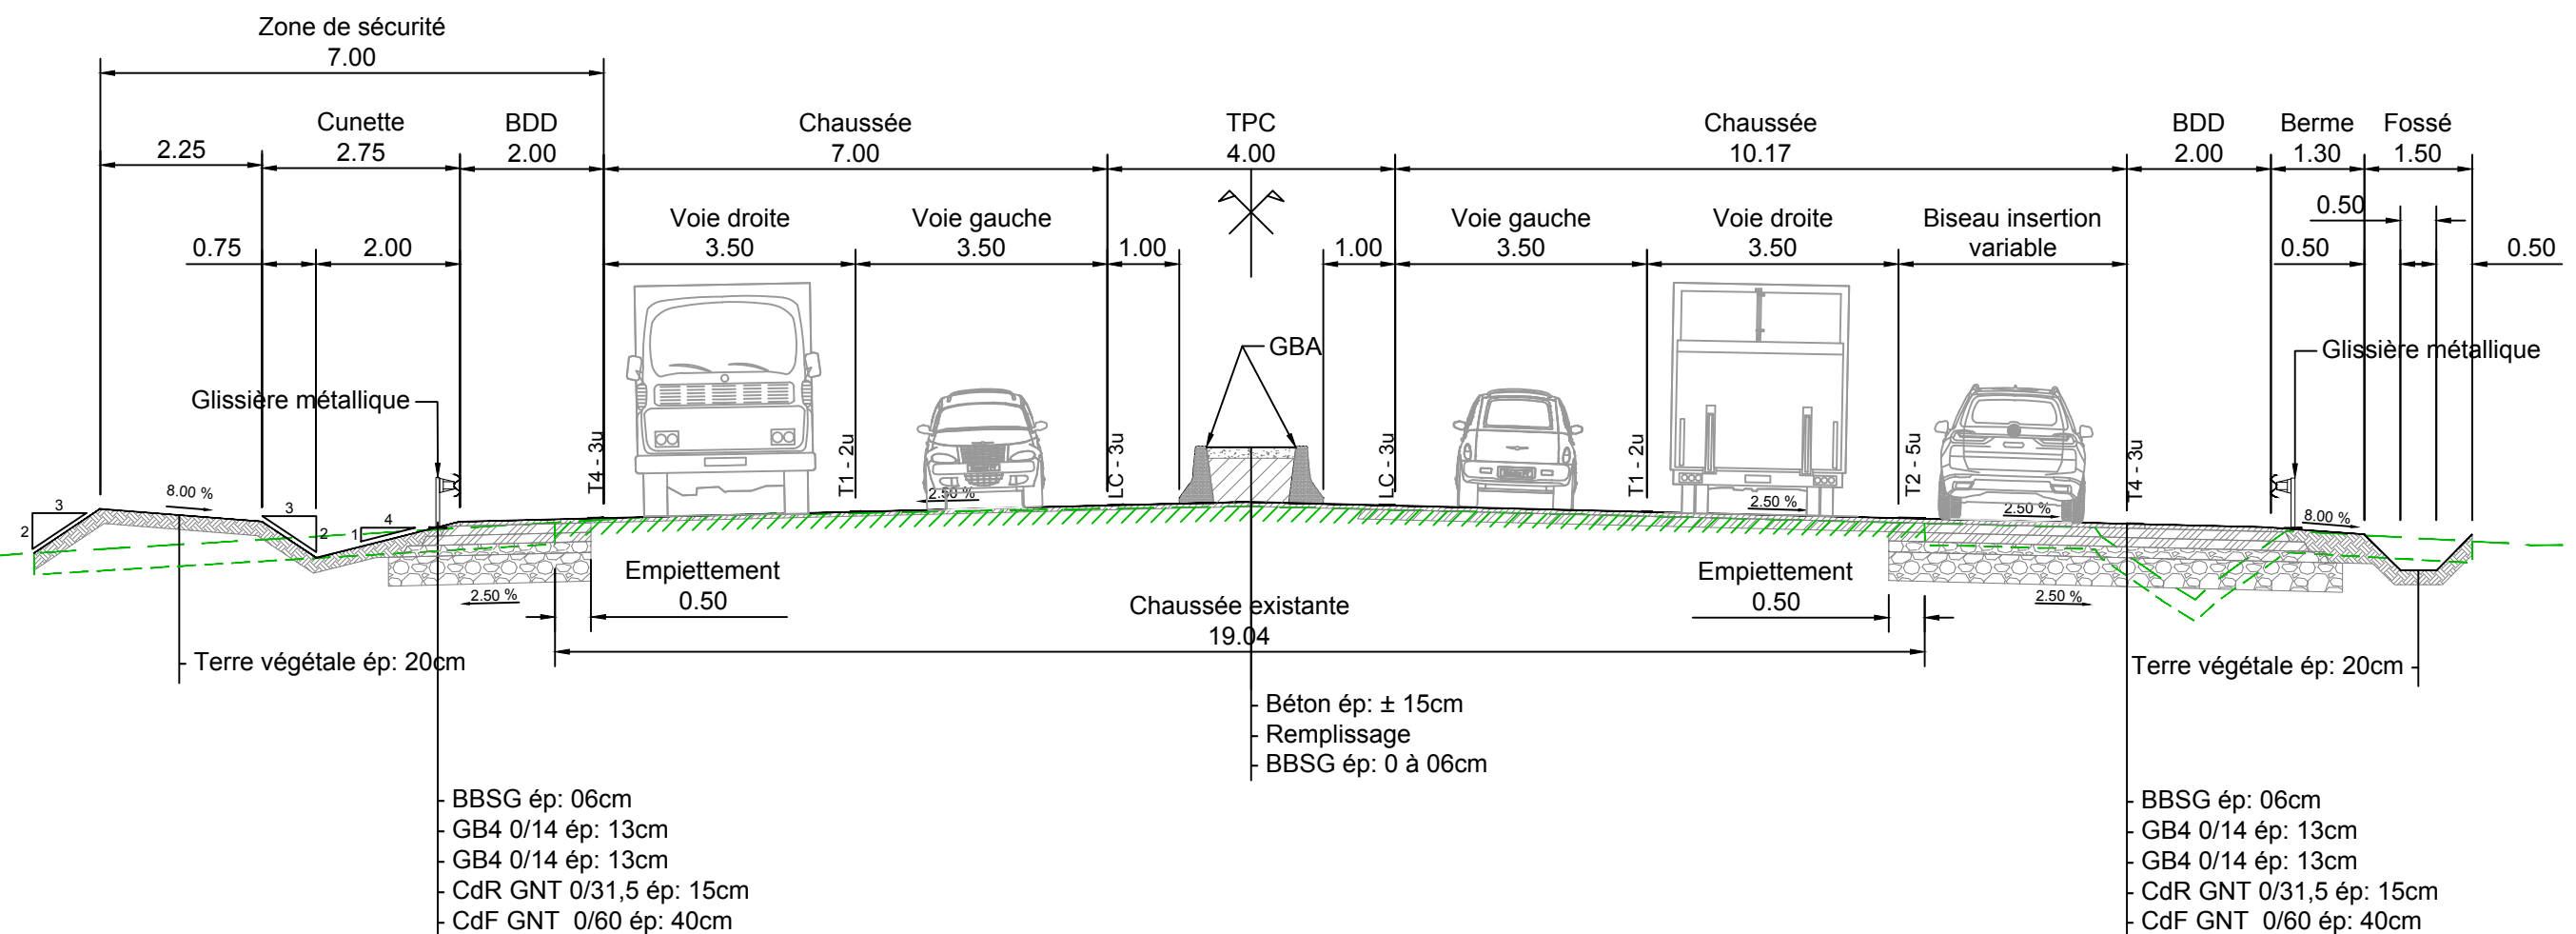 Zone de sécurité
7.00
Cunette
BDD
Chaussée
TPC
Chaussée
BDD
Berme
Fossé
2.25
2.75
2.00
7.00
4.00
10.17
2.00
1.30
1.50
Voie droite
Voie gauche
Voie gauche
Voie droite
Biseau insertion
variable
0.50
0.75
2.00
3.50
3.50
1.00
1.00
3.50
3.50
0.50
0.50
GBA
Glissière métallique
Glissière métallique
T4 - 3u
T1 - 2u
LC - 3u
LC - 3u
T1 - 2u
T2 - 5u
T4 - 3u
3
2
8.00 %
3
2
4
1
2.50 %
2.50 %
2.50 %
8.00 %
2.50 %
2.50 %
Empiettement
0.50
Empiettement
0.50
Chaussée existante
19.04
Terre végétale ép: 20cm
Terre végétale ép: 20cm
Béton ép: ± 15cm
Remplissage
BBSG ép: 0 à 06cm
BBSG ép: 06cm
GB4 0/14 ép: 13cm
GB4 0/14 ép: 13cm
CdR GNT 0/31,5 ép: 15cm
CdF GNT 0/60 ép: 40cm
BBSG ép: 06cm
GB4 0/14 ép: 13cm
GB4 0/14 ép: 13cm
CdR GNT 0/31,5 ép: 15cm
CdF GNT 0/60 ép: 40cm